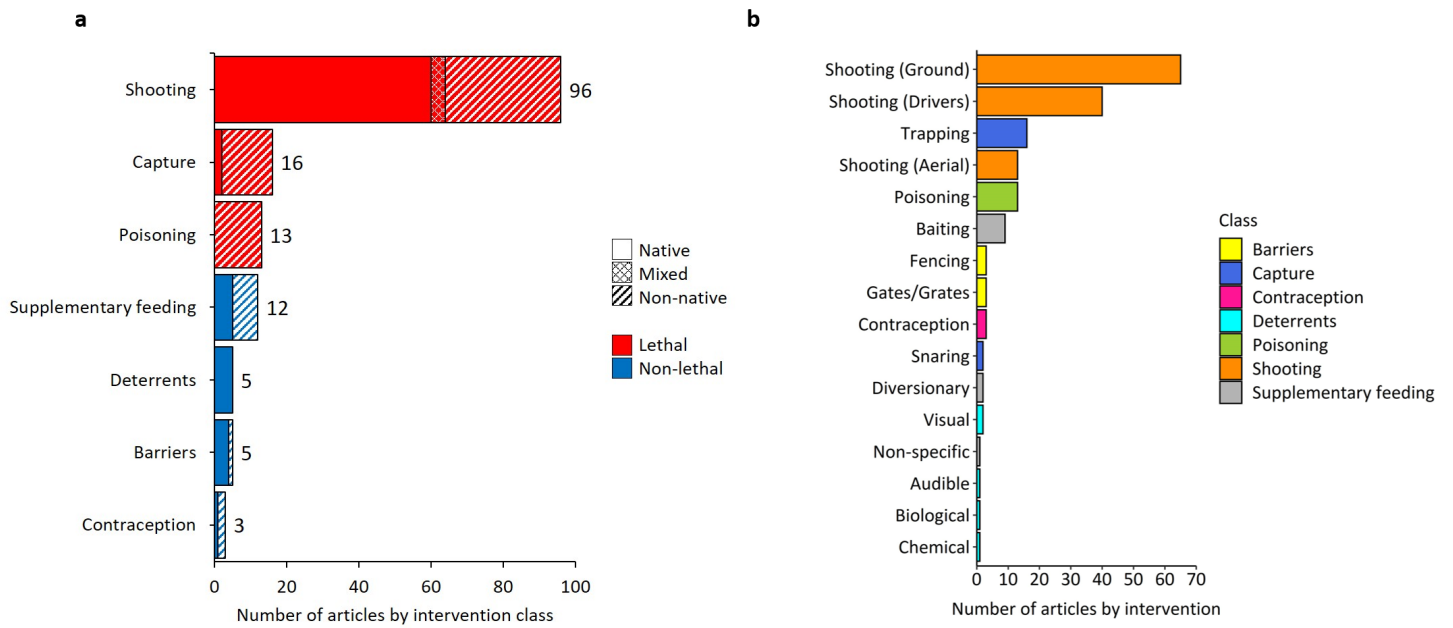 a
Shooting
96
Capture
16
Poisoning
13
Supplementary feeding
12
Deterrents
5
Barriers
5
Contraception
3
0 20 40 60 80 100
Number of articles by intervention class
Native
Mixed
Non-native
Lethal
Non-lethal
b
Shooting (Ground)
Shooting (Drivers)
Trapping
Shooting (Aerial)
Poisoning
Baiting
Fencing
Gates/Grates
Contraception
Snaring
Diversionary
Visual
Non-specific
Audible
Biological
Chemical
0 10 20 30 40 50 60 70
Number of articles by intervention
Class
Barriers
Capture
Contraception
Deterrents
Poisoning
Shooting
Supplementary feeding